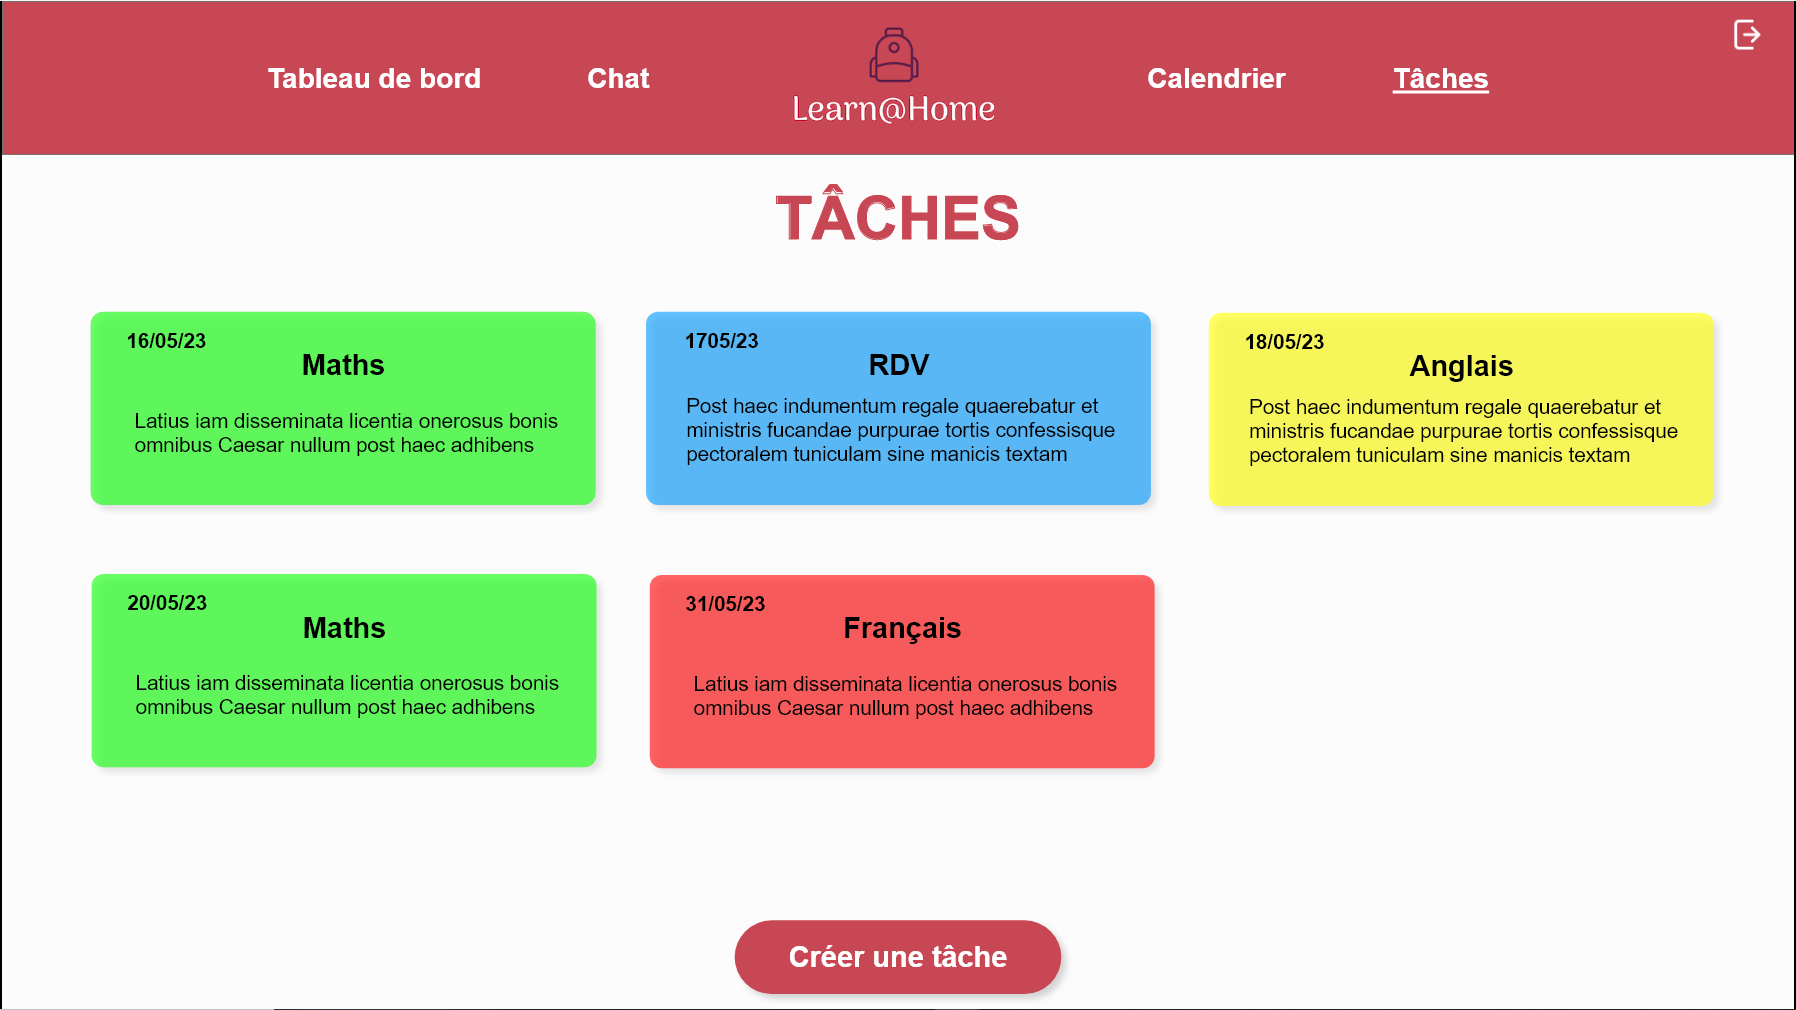 Tableau de bord
Chat
Learn@Home
Calendrier
Tâches
TÂCHES
16/05/23
Maths
Latius iam disseminata licentia onerosus bonis
omnibus Caesar nullum post haec adhibens
1705/23
RDV
Post haec indumentum regale quaerebatur et
ministris fucandae purpurae tortis confessisque
pectoralem tuniculam sine manicis textam
18/05/23
Anglais
Post haec indumentum regale quaerebatur et
ministris fucandae purpurae tortis confessisque
pectoralem tuniculam sine manicis textam
20/05/23
Maths
Latius iam disseminata licentia onerosus bonis
omnibus Caesar nullum post haec adhibens
31/05/23
Français
Latius iam disseminata licentia onerosus bonis
omnibus Caesar nullum post haec adhibens
Créer une tâche